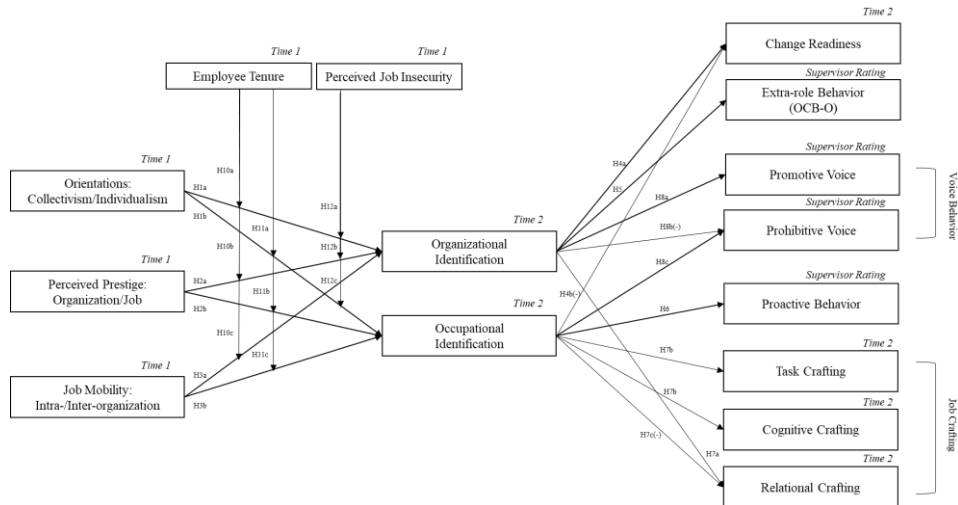 Time 2
Change Readiness
Time 1
Time 1
Employee Tenure
Perceived Job Insecurity
Supervisor Rating
Extra-role Behavior
(OCB-O)
Supervisor Rating
Promotive Voice
Supervisor Rating
Prohibitive Voice
Voice Behavior
Time 1
Orientations:
Collectivism/Individualism
Time 1
Perceived Prestige:
Organization/Job
Time 1
Job Mobility:
Intra-/Inter-organization
H1a
H1b
H2a
H2b
H3a
H3b
H10a
H10b
H10c
H11a
H11b
H11c
H12a
H12b
H12c
Time 2
Organizational
Identification
Time 2
Occupational
Identification
H4a
H5
H8a
H8b(-)
H8c
H4b(-)
H6
H7b
H7b
H7c(-)
H7a
Supervisor Rating
Proactive Behavior
Time 2
Task Crafting
Time 2
Cognitive Crafting
Time 2
Relational Crafting
Job Crafting